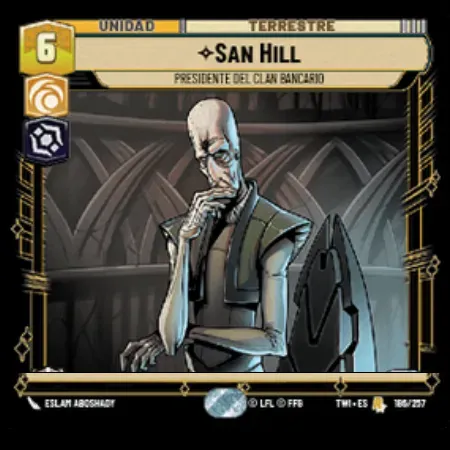 UNIDAD TERRESTRE
6
SAN HILL
PRESIDENTE DEL CLAN BANCARIO
ESLAM ABOSHADY © LFL © FFG TWI • ES 186/257